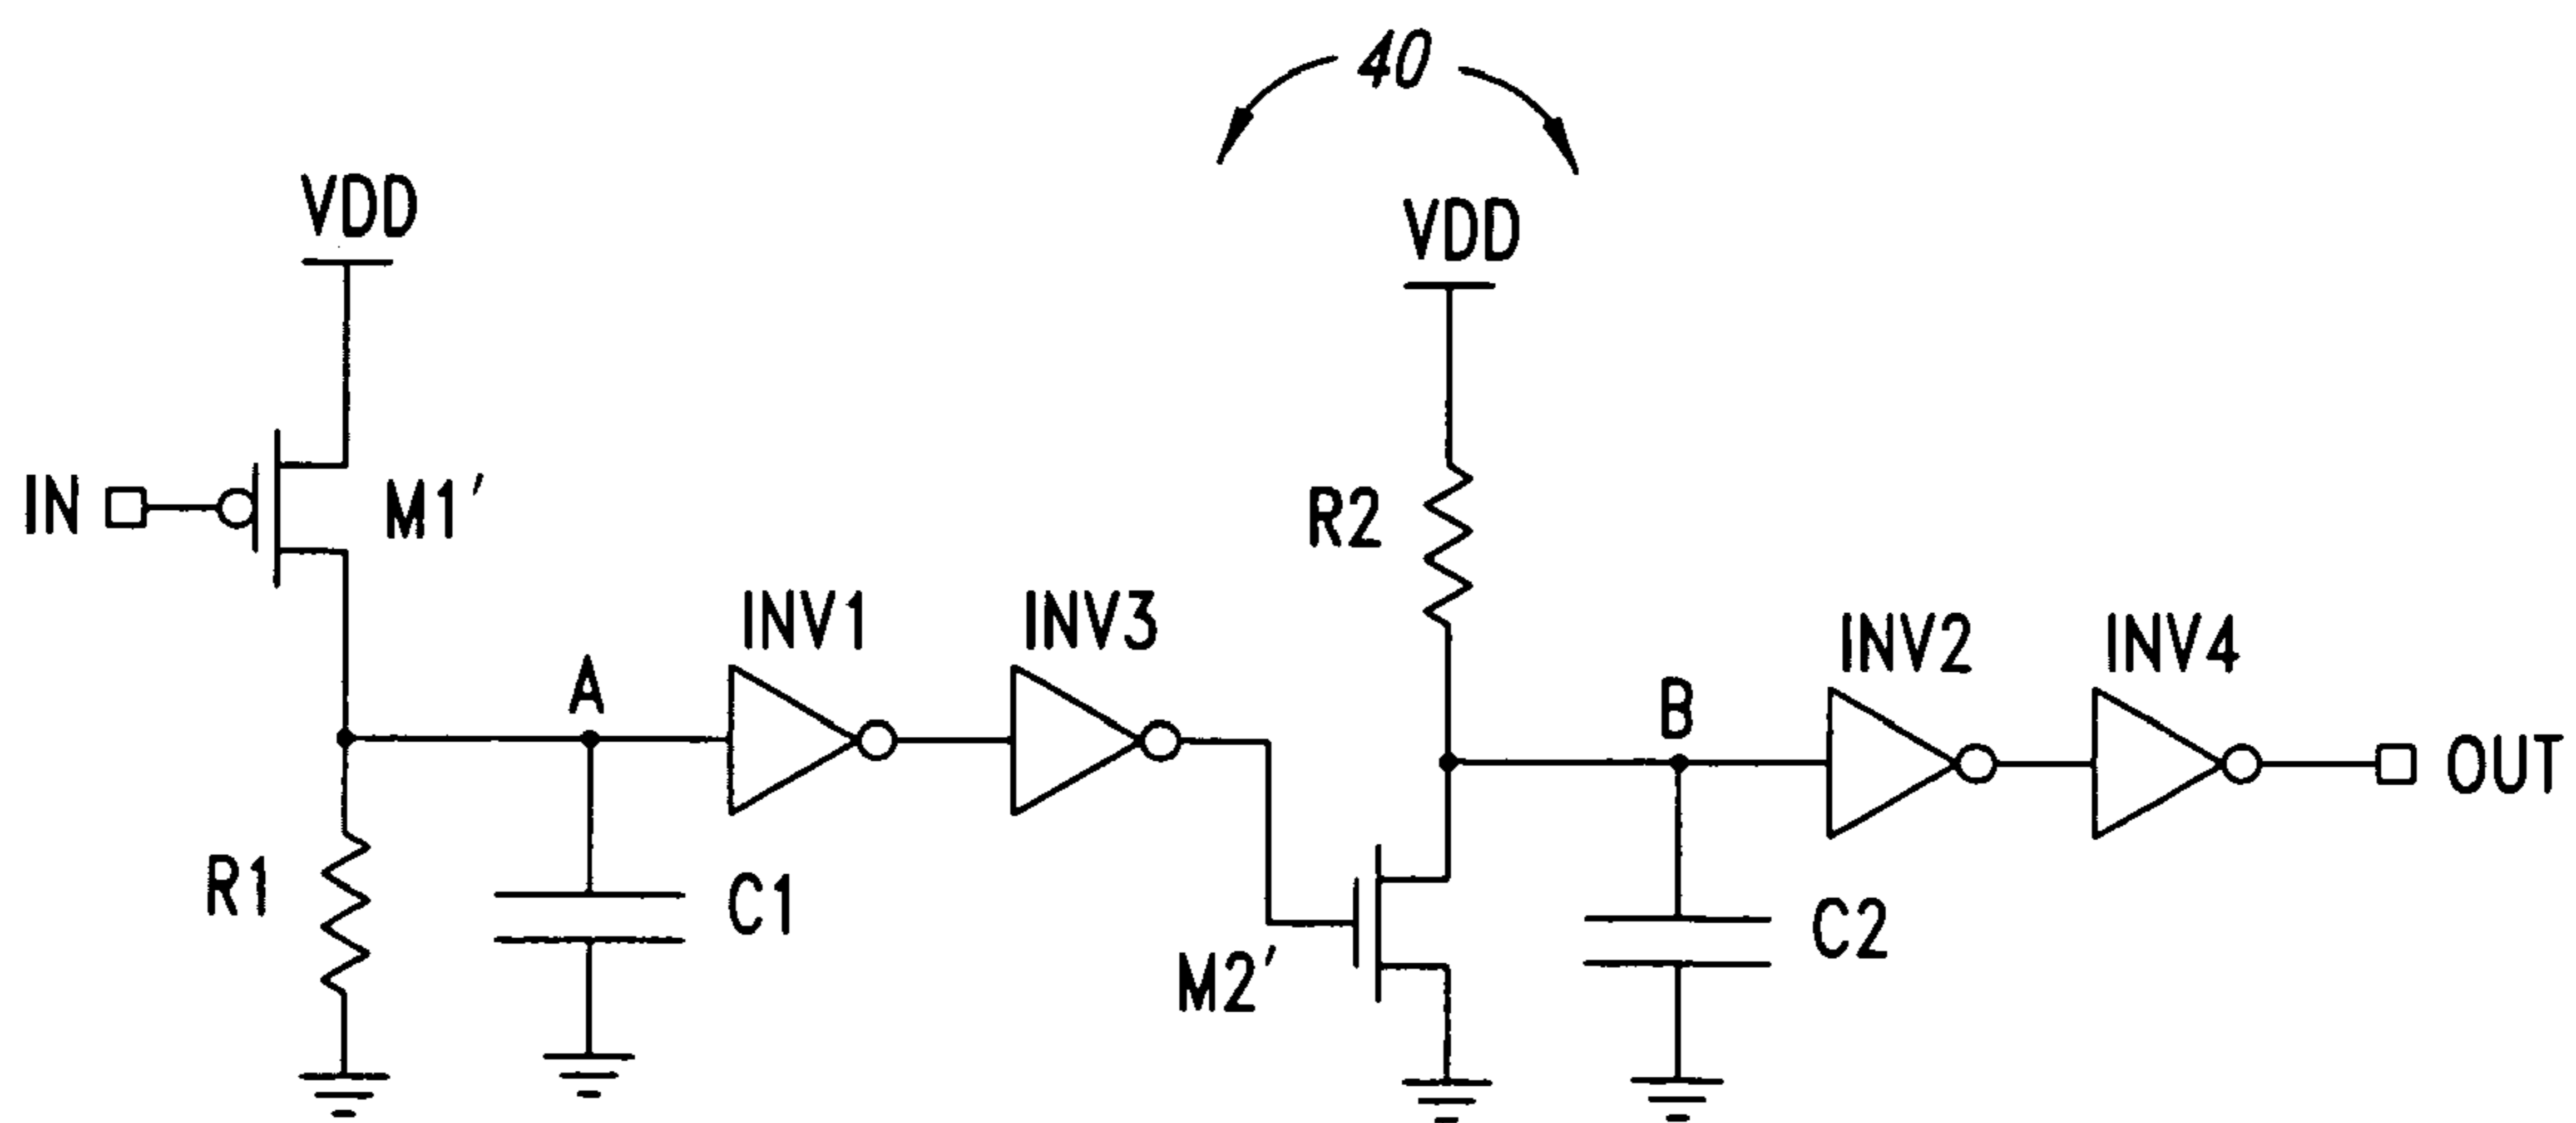 40
VDD
VDD
IN
M1'
R2
INV1
INV3
INV2
INV4
A
B
OUT
R1
C1
M2'
C2